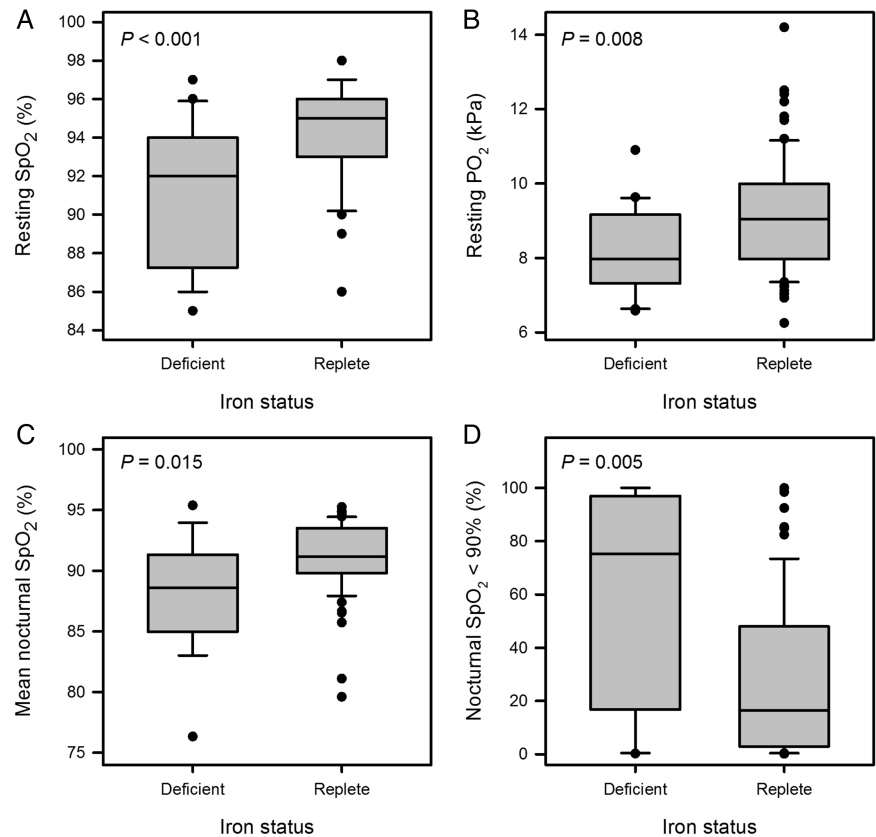 A
P < 0.001
Resting SpO2 (%)
100
98
96
94
92
90
88
86
84
Deficient
Replete
Iron status
B
P = 0.008
Resting PO2 (kPa)
14
12
10
8
6
Deficient
Replete
Iron status
C
P = 0.015
Mean nocturnal SpO2 (%)
100
95
90
85
80
75
Deficient
Replete
Iron status
D
P = 0.005
Nocturnal SpO2 < 90% (%)
100
80
60
40
20
0
Deficient
Replete
Iron status